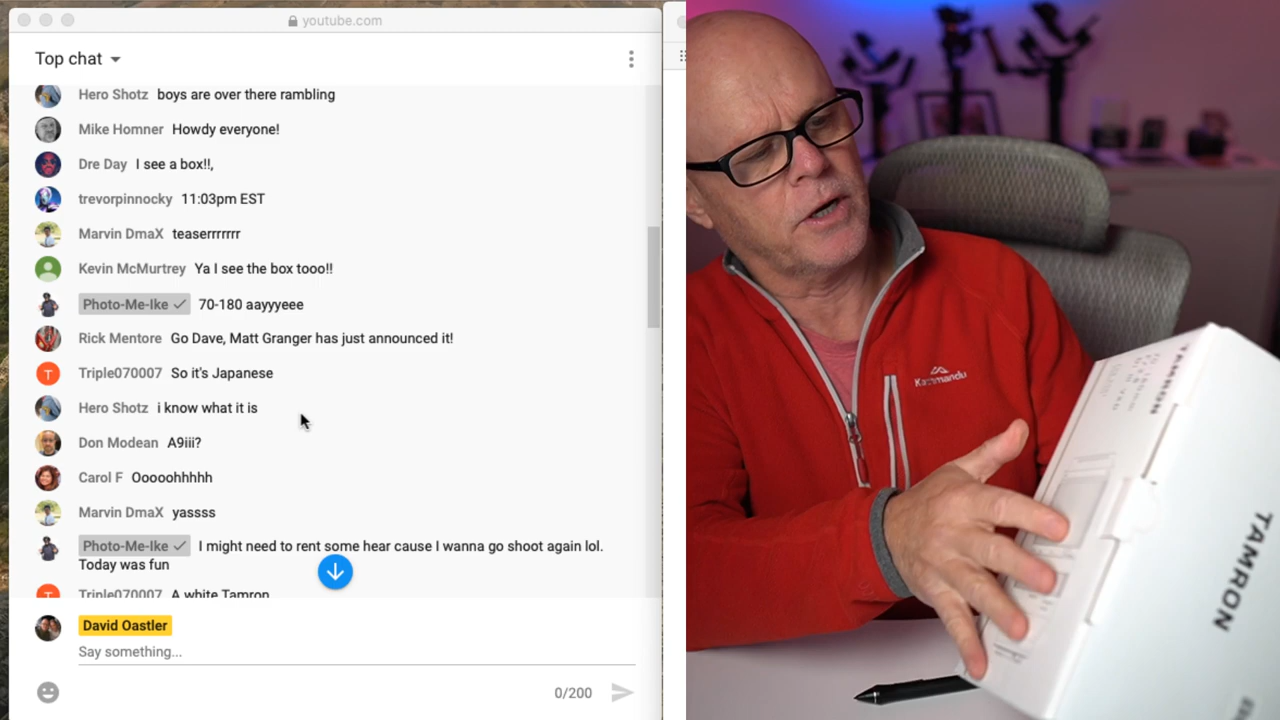 youtube.com
Top chat
Hero Shotz boys are over there rambling
Mike Homner Howdy everyone!
Dre Day I see a box!!,
trevorpinnocky 11:03pm EST
Marvin DmaX teaserrrrrrr
Kevin McMurtrey Ya I see the box tooo!!
Photo-Me-Ike ✓ 70-180 aayyyeee
Rick Mentore Go Dave, Matt Granger has just announced it!
T Triple070007 So it's Japanese
Hero Shotz i know what it is
Don Modean A9iii?
Carol F Ooooohhhhh
Marvin DmaX yassss
Photo-Me-Ike ✓ I might need to rent some hear cause I wanna go shoot again lol.
Today was fun
T Triple070007 A white Tamron
David Oastler
Say something...
0/200
Kathmandu
TAMRON
TAMRON